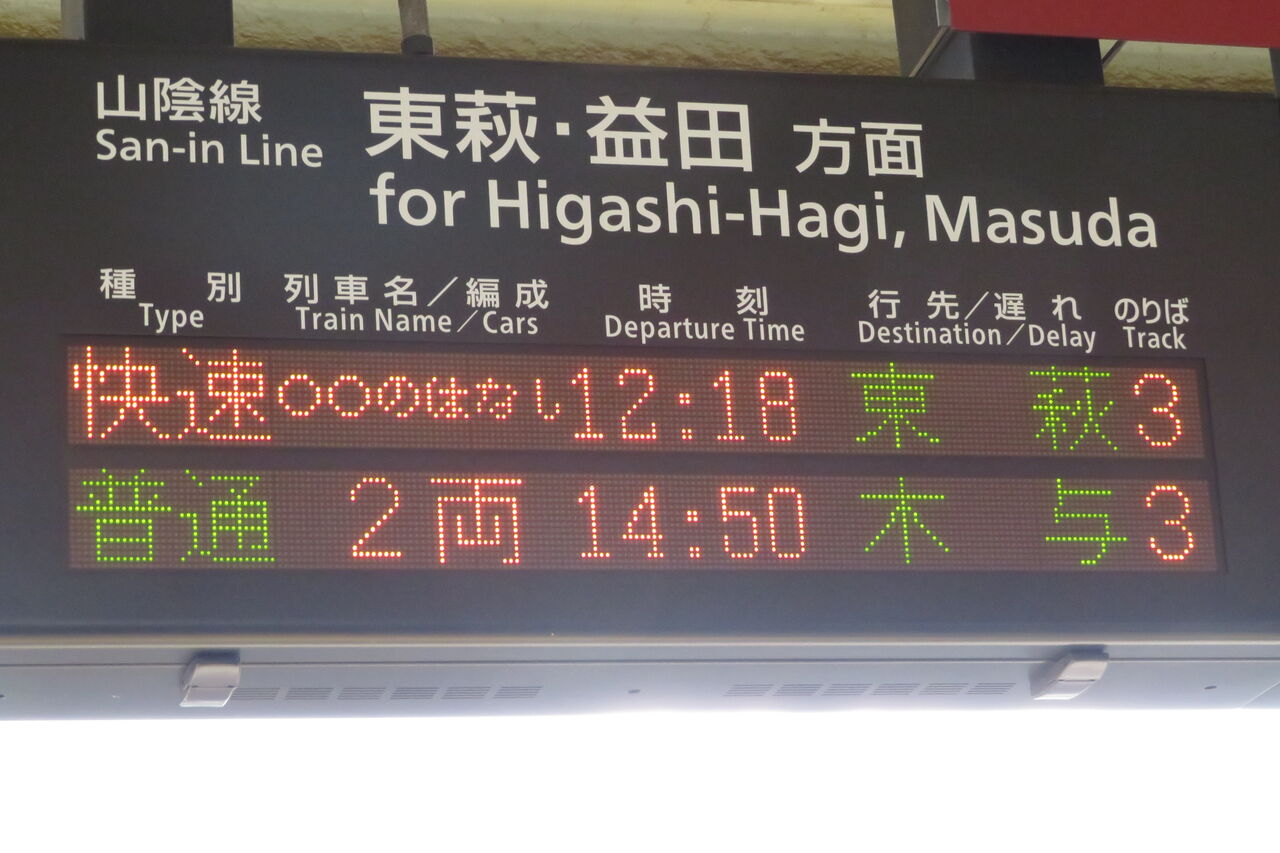 山陰線 東萩・益田 方面
San-in Line for Higashi-Hagi, Masuda
種別 列車名／編成 時刻 行先／遅れ のりば
Type Train Name／Cars Departure Time Destination／Delay Track
快速 ○○のはなし 12:18 東萩 3
普通 2両 14:50 木与 3